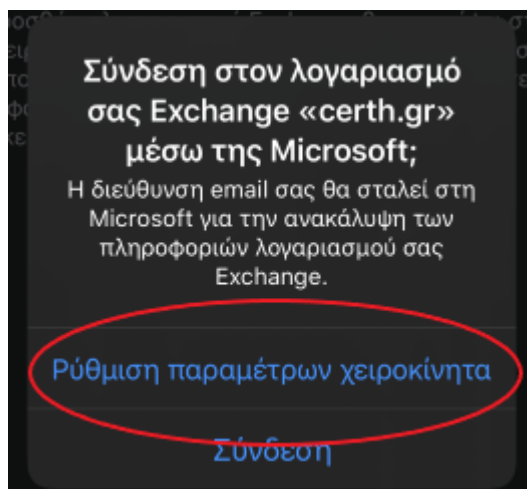 Σύνδεση στον λογαριασμό
σας Exchange «certh.gr»
μέσω της Microsoft;
Η διεύθυνση email σας θα σταλεί στη
Microsoft για την ανακάλυψη των
πληροφοριών λογαριασμού σας
Exchange.
Ρύθμιση παραμέτρων χειροκίνητα
Σύνδεση